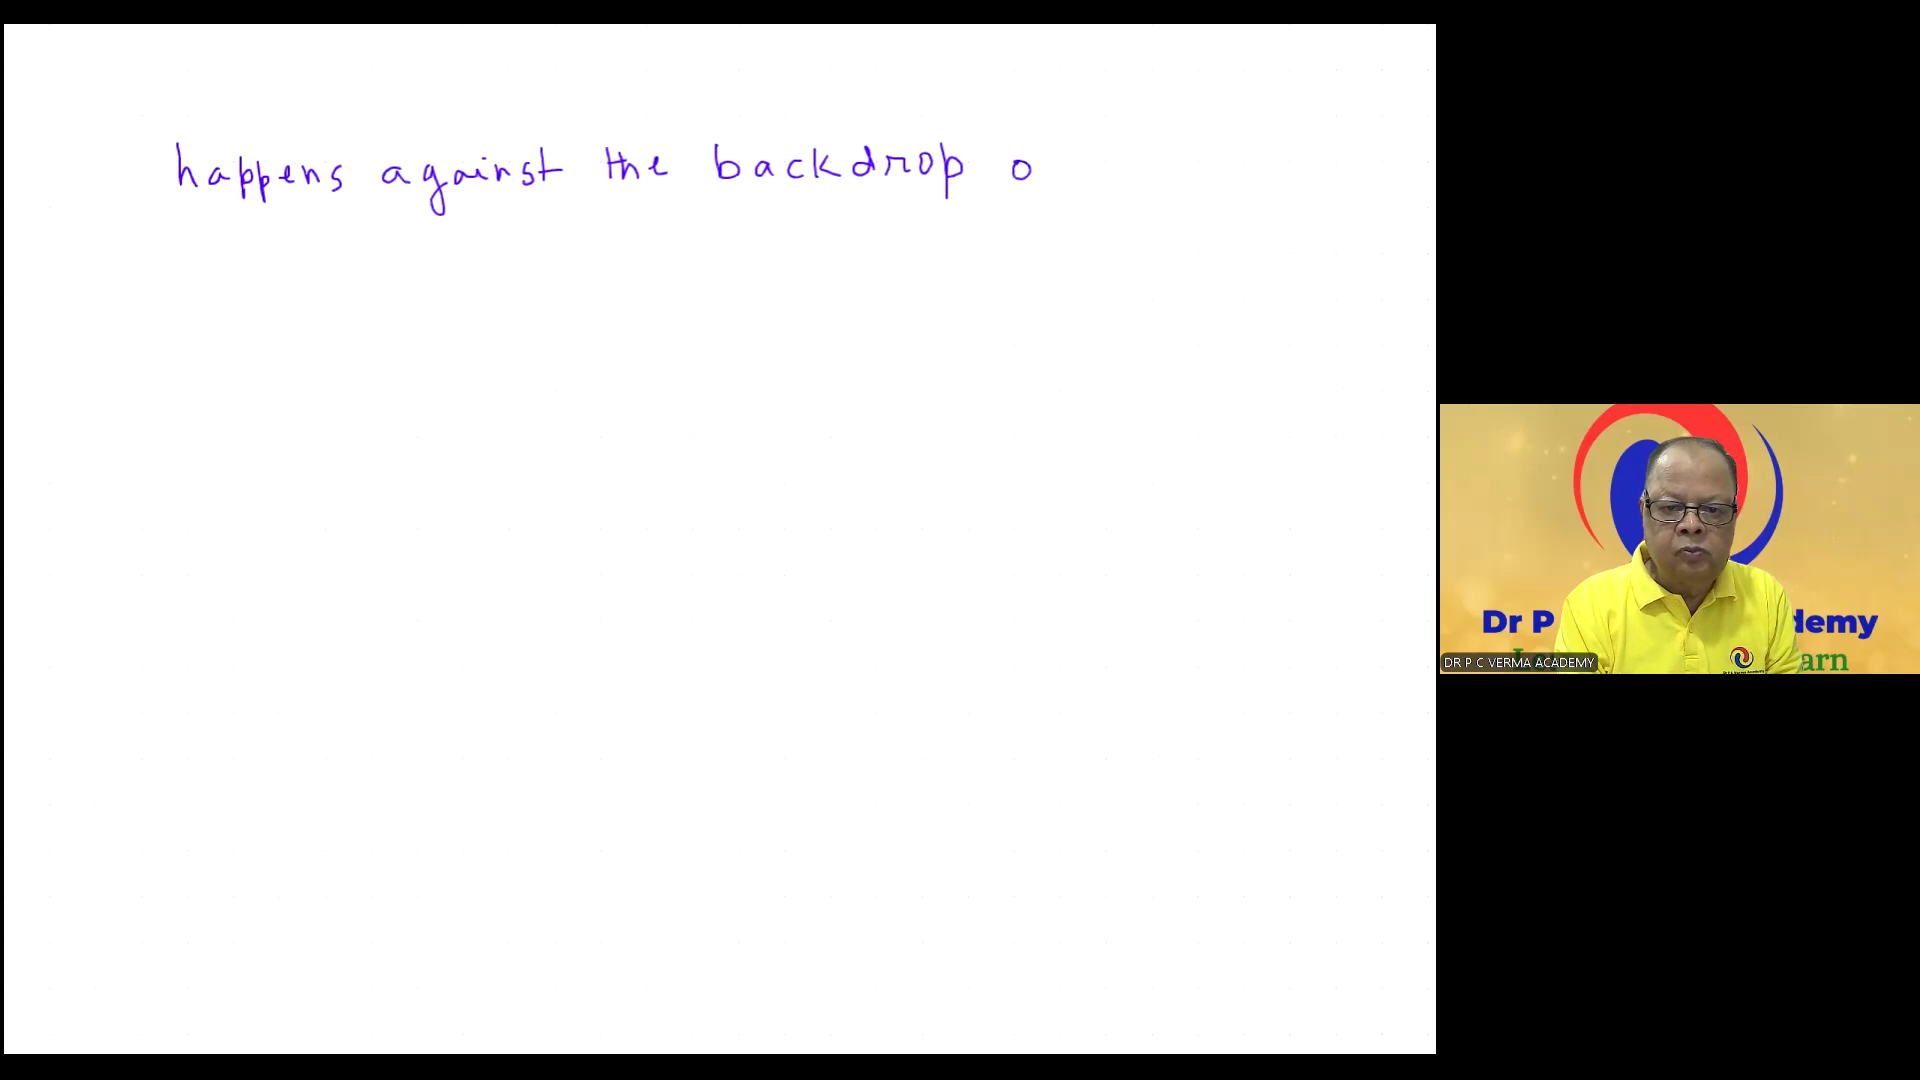 happens against the backdrop o
Dr P demy
DR P C VERMA ACADEMY
arn